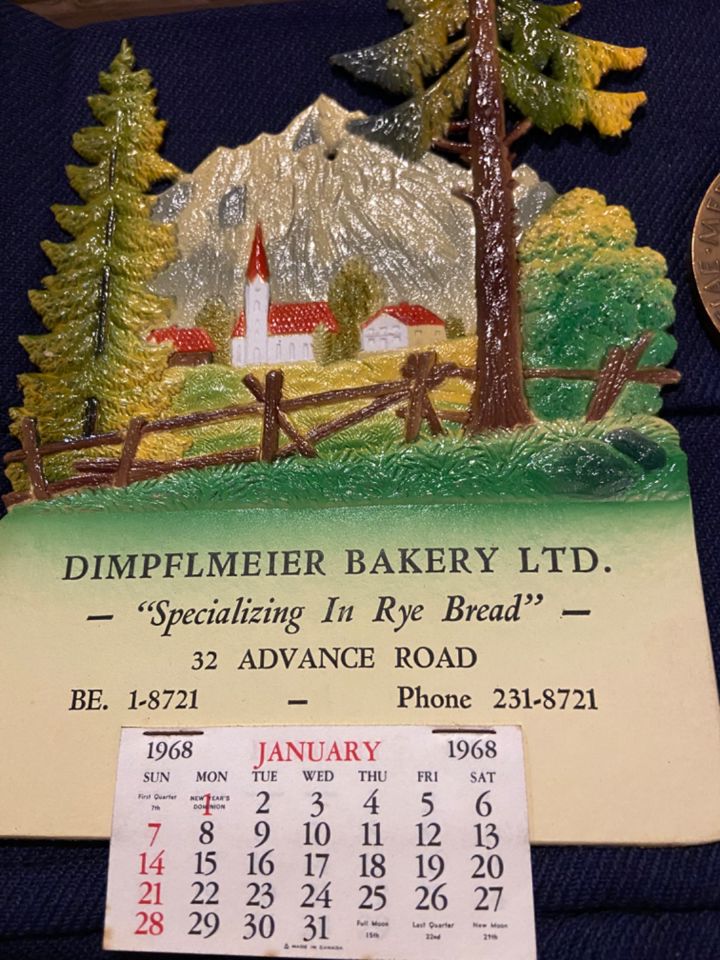 DIMPFLMEIER BAKERY LTD.
— "Specializing In Rye Bread" —
32 ADVANCE ROAD
BE. 1-8721 — Phone 231-8721
1968 JANUARY 1968
SUN MON TUE WED THU FRI SAT
First Quarter 7th NEW YEAR'S DOMINION 1 2 3 4 5 6
7 8 9 10 11 12 13
14 15 16 17 18 19 20
21 22 23 24 25 26 27
28 29 30 31 Full Moon 15th Last Quarter 22nd New Moon 29th
MADE IN CANADA